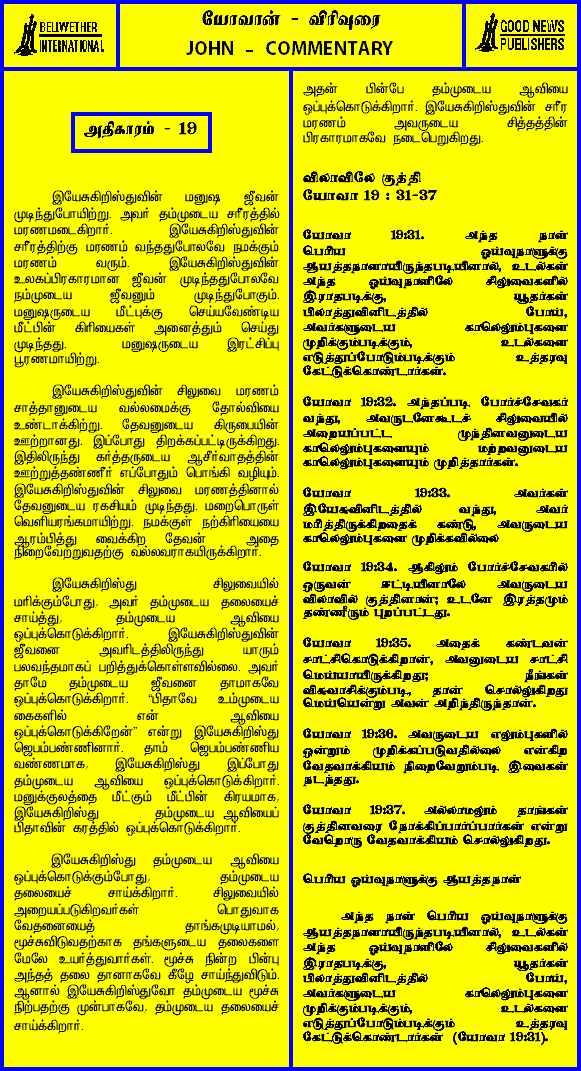 BELLWETHER
INTERNATIONAL
யோவான் - விரிவுரை
JOHN - COMMENTARY
GOOD NEWS
PUBLISHERS
அதிகாரம் - 19
இயேசுகிறிஸ்துவின் மனுஷ ஜீவன்
முடிந்துபோயிற்று. அவர் தம்முடைய சரீரத்தில்
மரணமடைகிறார். இயேசுகிறிஸ்துவின்
சரீரத்திற்கு மரணம் வந்ததுபோலவே நமக்கும்
மரணம் வரும். இயேசுகிறிஸ்துவின்
உலகப்பிரகாரமான ஜீவன் முடிந்ததுபோலவே
நம்முடைய ஜீவனும் முடிந்துபோகும்.
மனுஷருடைய மீட்புக்கு செய்யவேண்டிய
மீட்பின் கிரியைகள் அனைத்தும் செய்து
முடிந்தது. மனுஷருடைய இரட்சிப்பு
பூரணமாயிற்று.
இயேசுகிறிஸ்துவின் சிலுவை மரணம்
சாத்தானுடைய வல்லமைக்கு தோல்வியை
உண்டாக்கிற்று. தேவனுடைய கிருபையின்
ஊற்றானது. இப்போது திறக்கப்பட்டிருக்கிறது.
இதிலிருந்து கர்த்தருடைய ஆசீர்வாதத்தின்
ஊற்றுத்தண்ணீர் எப்போதும் பொங்கி வழியும்.
இயேசுகிறிஸ்துவின் சிலுவை மரணத்தினால்
தேவனுடைய ரகசியம் முடிந்தது. மறைபொருள்
வெளியரங்கமாயிற்று. நமக்குள் நற்கிரியையை
ஆரம்பித்து வைக்கிற தேவன் அதை
நிறைவேற்றுவதற்கு வல்லவராகயிருக்கிறார்.
இயேசுகிறிஸ்து சிலுவையில்
மரிக்கும்போது, அவர் தம்முடைய தலையைச்
சாய்த்து, தம்முடைய ஆவியை
ஒப்புக்கொடுக்கிறார். இயேசுகிறிஸ்துவின்
ஜீவனை அவரிடத்திலிருந்து யாரும்
பலவந்தமாகப் பறித்துக்கொள்ளவில்லை. அவர்
தாமே தம்முடைய ஜீவனை தாமாகவே
ஒப்புக்கொடுக்கிறார். “பிதாவே உம்முடைய
கைகளில் என் ஆவியை
ஒப்புக்கொடுக்கிறேன்” என்று இயேசுகிறிஸ்து
ஜெபம்பண்ணினார். தாம் ஜெபம்பண்ணிய
வண்ணமாக, இயேசுகிறிஸ்து இப்போது
தம்முடைய ஆவியை ஒப்புக்கொடுக்கிறார்.
மனுக்குலத்தை மீட்கும் மீட்பின் கிரயமாக,
இயேசுகிறிஸ்து தம்முடைய ஆவியைப்
பிதாவின் கரத்தில் ஒப்புக்கொடுக்கிறார்.
இயேசுகிறிஸ்து தம்முடைய ஆவியை
ஒப்புக்கொடுக்கும்போது, தம்முடைய
தலையைச் சாய்க்கிறார். சிலுவையில்
அறையப்படுகிறவர்கள் பொதுவாக
வேதனையைத் தாங்கமுடியாமல்,
மூச்சுவிடுவதற்காக தங்களுடைய தலைகளை
மேலே உயர்த்துவார்கள். மூச்சு நின்ற பின்பு
அந்தத் தலை தானாகவே கீழே சாய்ந்துவிடும்.
ஆனால் இயேசுகிறிஸ்துவோ தம்முடைய மூச்சு
நிற்பதற்கு முன்பாகவே, தம்முடைய தலையைச்
சாய்க்கிறார்.
அதன் பின்பே தம்முடைய ஆவியை
ஒப்புக்கொடுக்கிறார். இயேசுகிறிஸ்துவின் சரீர
மரணம் அவருடைய சித்தத்தின்
பிரகாரமாகவே நடைபெறுகிறது.
விலாவிலே குத்தி
யோவா 19 : 31-37
யோவா 19:31. அந்த நாள்
பெரிய ஓய்வுநாளுக்கு
ஆயத்தநாளாயிருந்தபடியினால், உடல்கள்
அந்த ஓய்வுநாளிலே சிலுவைகளில்
இராதபடிக்கு, யூதர்கள்
பிலாத்துவினிடத்தில் போய்,
அவர்களுடைய காலெலும்புகளை
முறிக்கும்படிக்கும், உடல்களை
எடுத்துப்போடும்படிக்கும் உத்தரவு
கேட்டுக்கொண்டார்கள்.
யோவா 19:32. அந்தப்படி போர்ச்சேவகர்
வந்து, அவருடனேகூடச் சிலுவையில்
அறையப்பட்ட முந்தினவனுடைய
காலெலும்புகளையும் மற்றவனுடைய
காலெலும்புகளையும் முறித்தார்கள்.
யோவா 19:33. அவர்கள்
இயேசுவினிடத்தில் வந்து, அவர்
மரித்திருக்கிறதைக் கண்டு, அவருடைய
காலெலும்புகளை முறிக்கவில்லை
யோவா 19:34. ஆகிலும் போர்ச்சேவகரில்
ஒருவன் ஈட்டியினாலே அவருடைய
விலாவில் குத்தினான்; உடனே இரத்தமும்
தண்ணீரும் புறப்பட்டது.
யோவா 19:35. அதைக் கண்டவன்
சாட்சிகொடுக்கிறான், அவனுடைய சாட்சி
மெய்யாயிருக்கிறது; நீங்கள்
விசுவாசிக்கும்படி, தான் சொல்லுகிறது
மெய்யென்று அவன் அறிந்திருந்தான்.
யோவா 19:36. அவருடைய எலும்புகளில்
ஒன்றும் முறிக்கப்படுவதில்லை என்கிற
வேதவாக்கியம் நிறைவேறும்படி இவைகள்
நடந்தது.
யோவா 19:37. அல்லாமலும் தாங்கள்
குத்தினவரை நோக்கிப்பார்ப்பார்கள் என்று
வேறொரு வேதவாக்கியம் சொல்லுகிறது.
பெரிய ஓய்வுநாளுக்கு ஆயத்தநாள்
அந்த நாள் பெரிய ஓய்வுநாளுக்கு
ஆயத்தநாளாயிருந்தபடியினால், உடல்கள்
அந்த ஓய்வுநாளிலே சிலுவைகளில்
இராதபடிக்கு, யூதர்கள்
பிலாத்துவினிடத்தில் போய்,
அவர்களுடைய காலெலும்புகளை
முறிக்கும்படிக்கும், உடல்களை
எடுத்துப்போடும்படிக்கும் உத்தரவு
கேட்டுக்கொண்டார்கள் (யோவா 19:31).